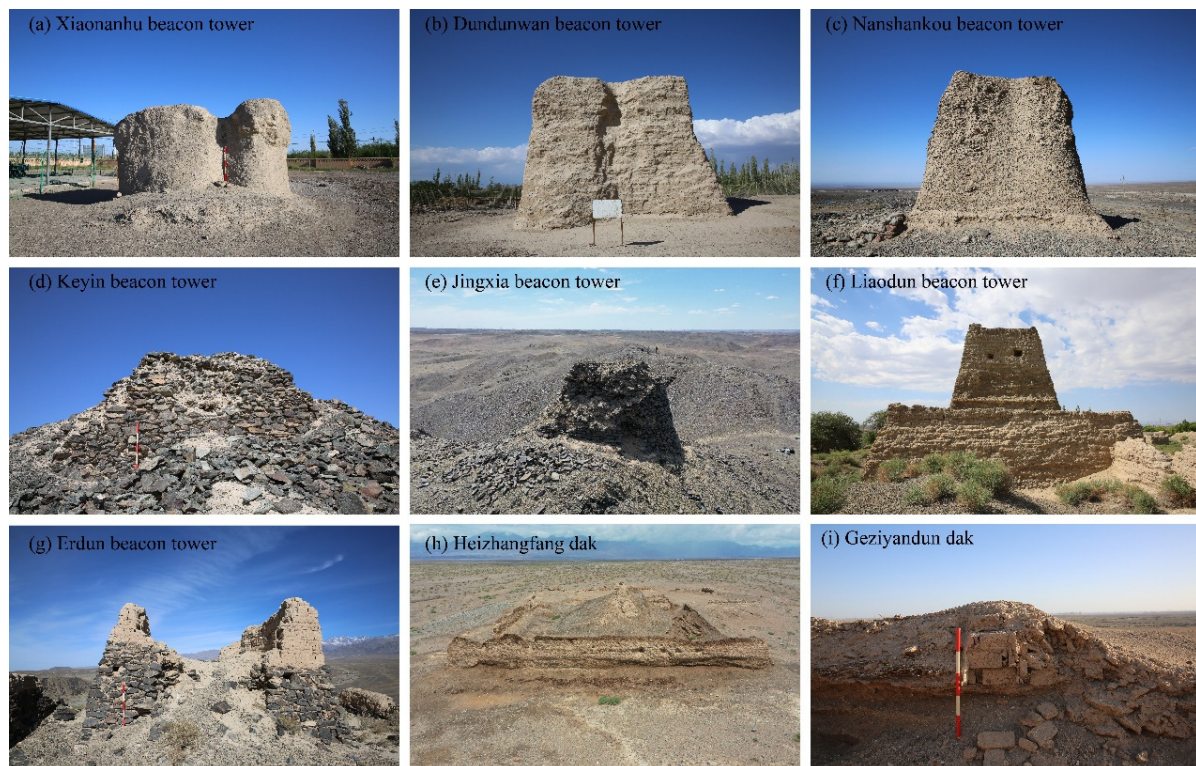 (a) Xiaonanhu beacon tower
(b) Dundunwan beacon tower
(c) Nanshankou beacon tower
(d) Keyin beacon tower
(e) Jingxia beacon tower
(f) Liaodun beacon tower
(g) Erdun beacon tower
(h) Heizhangfang dak
(i) Geziyandun dak